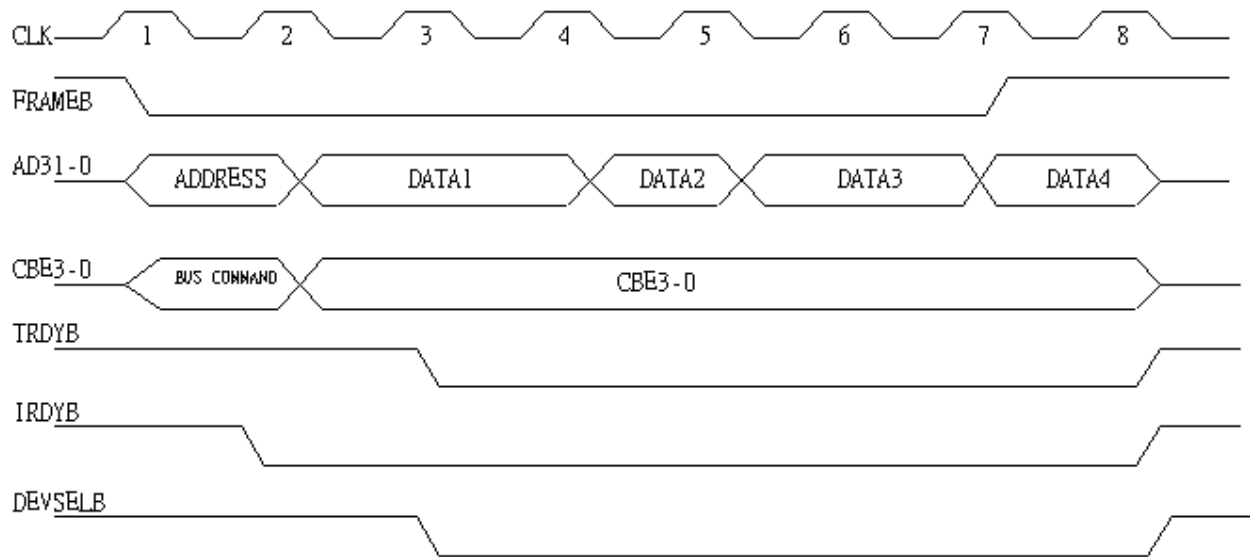 CLK 1 2 3 4 5 6 7 8
FRAMEB
AD31-0 ADDRESS DATA1 DATA2 DATA3 DATA4
CBE3-0 BUS COMMAND CBE3-0
TRDYB
IRDYB
DEVSELB